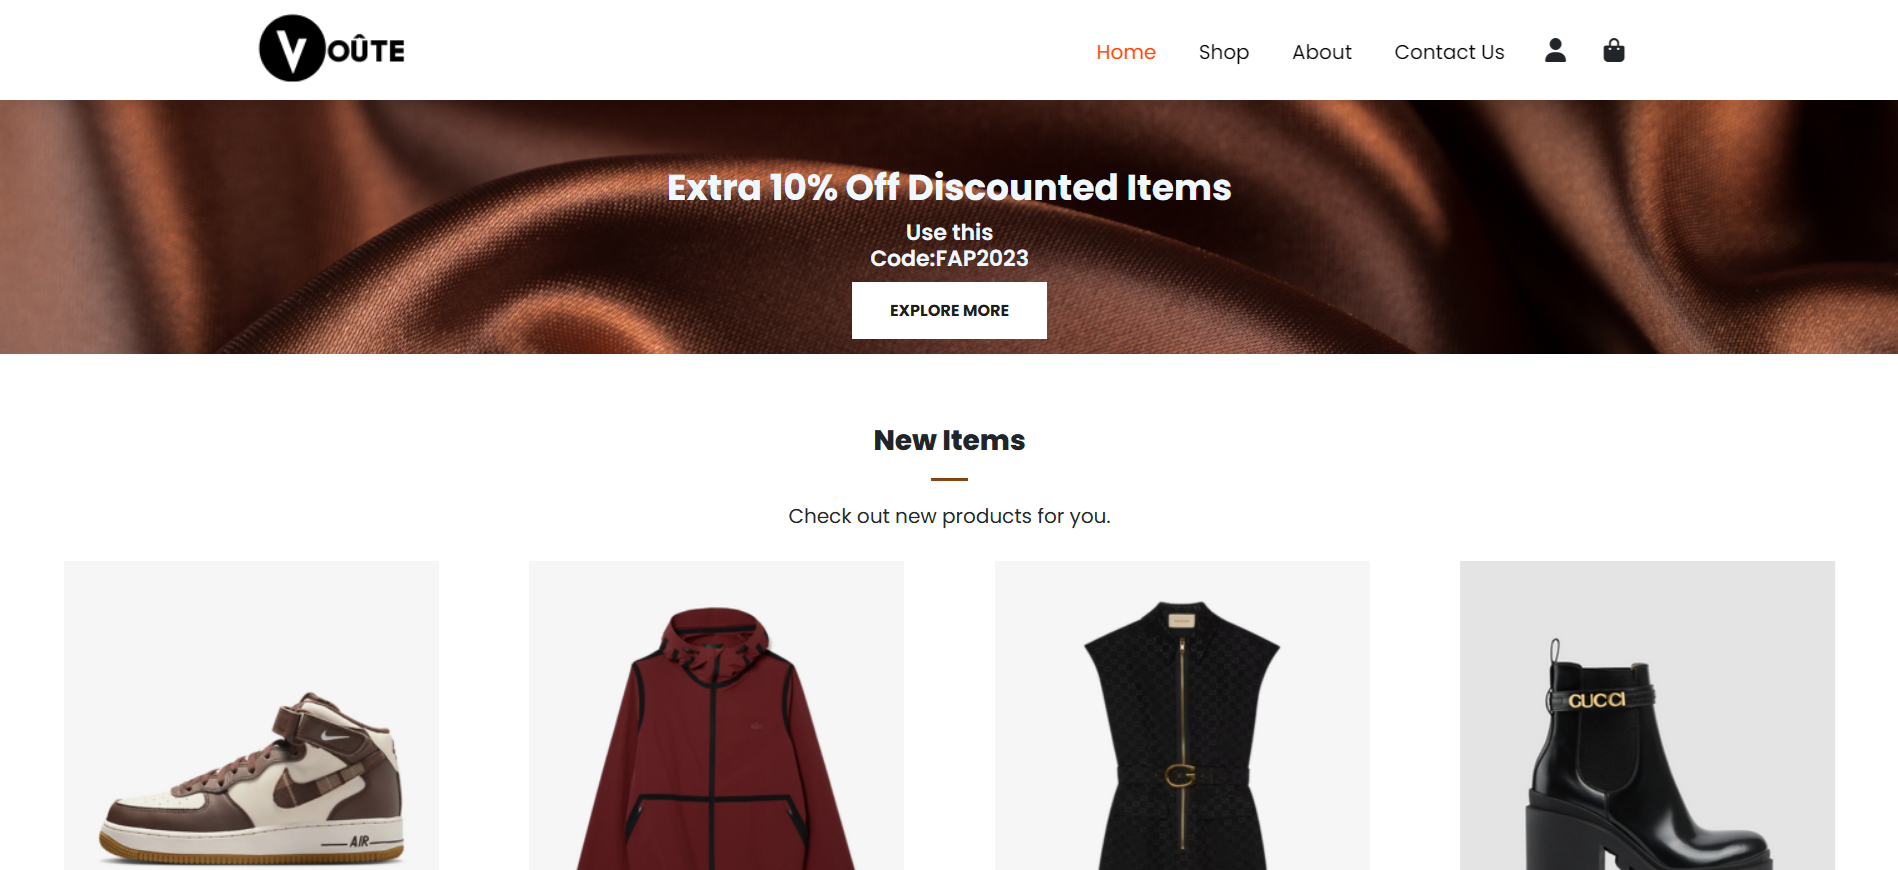 VOÛTE
Home Shop About Contact Us
Extra 10% Off Discounted Items
Use this
Code:FAP2023
EXPLORE MORE
New Items
Check out new products for you.
GUCCI
AIR